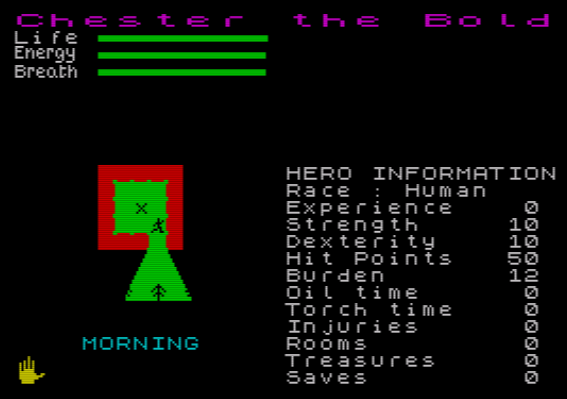 Chester the Bold
Life
Energy
Breath
HERO INFORMATION
Race : Human
Experience 0
Strength 10
Dexterity 10
Hit Points 50
Burden 12
Oil time 0
Torch time 0
Injuries 0
Rooms 0
Treasures 0
Saves 0
X
MORNING